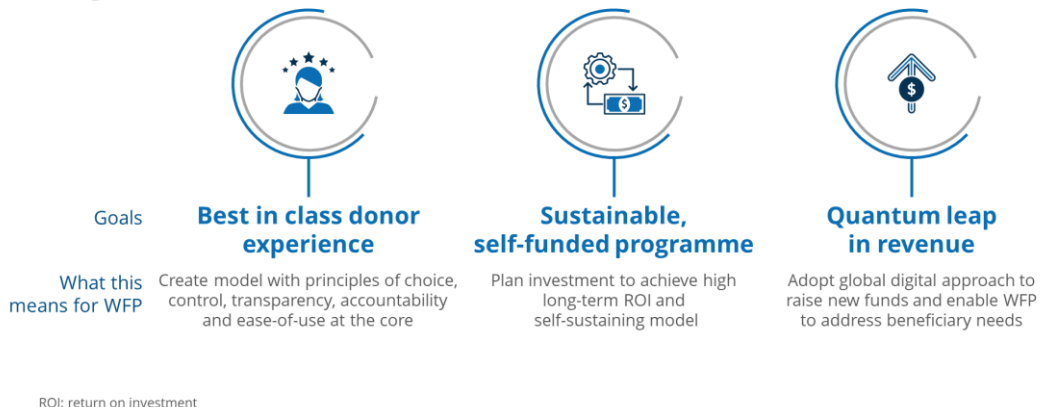 $
$
Goals
Best in class donor
experience
Sustainable,
self-funded programme
Quantum leap
in revenue
What this
means for WFP
Create model with principles of choice,
control, transparency, accountability
and ease-of-use at the core
Plan investment to achieve high
long-term ROI and
self-sustaining model
Adopt global digital approach to
raise new funds and enable WFP
to address beneficiary needs
ROI: return on investment